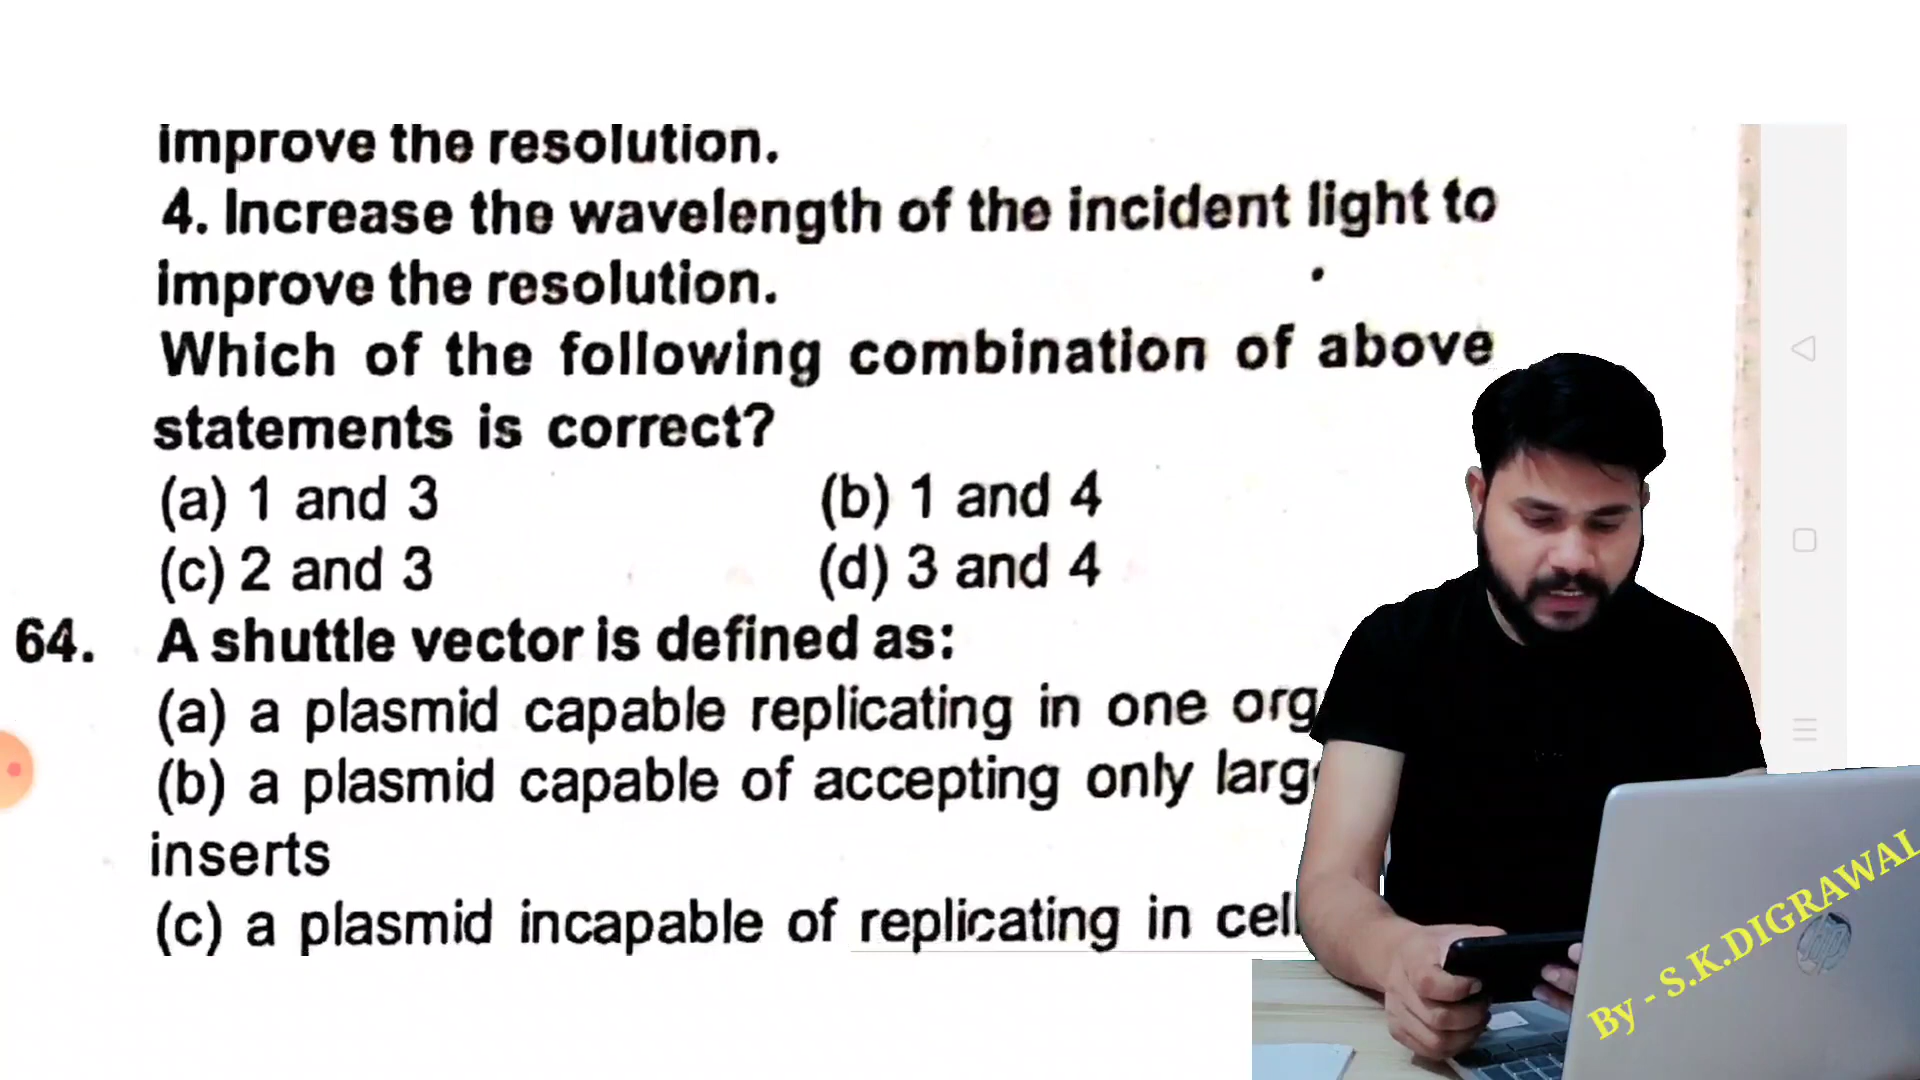 improve the resolution.
4. Increase the wavelength of the incident light to
improve the resolution.
Which of the following combination of above
statements is correct?
(a) 1 and 3 (b) 1 and 4
(c) 2 and 3 (d) 3 and 4
64. A shuttle vector is defined as:
(a) a plasmid capable replicating in one
(b) a plasmid capable of accepting only
inserts
(c) a plasmid incapable of replicating in
By - S.K.DIGRAWAL
hp